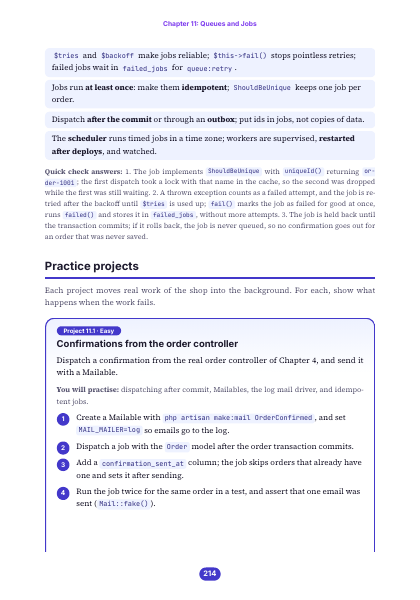 Chapter 11: Queues and Jobs
$tries and $backoff make jobs reliable; $this->fail() stops pointless retries;
failed jobs wait in failed_jobs for queue:retry.
Jobs run at least once: make them idempotent; ShouldBeUnique keeps one job per
order.
Dispatch after the commit or through an outbox; put ids in jobs, not copies of data.
The scheduler runs timed jobs in a time zone; workers are supervised, restarted
after deploys, and watched.
Quick check answers: 1. The job implements ShouldBeUnique with uniqueId() returning or-
der-1001; the first dispatch took a lock with that name in the cache, so the second was dropped
while the first was still waiting. 2. A thrown exception counts as a failed attempt, and the job is re-
tried after the backoff until $tries is used up; fail() marks the job as failed for good at once,
runs failed() and stores it in failed_jobs, without more attempts. 3. The job is held back until
the transaction commits; if it rolls back, the job is never queued, so no confirmation goes out for
an order that was never saved.
Practice projects
Each project moves real work of the shop into the background. For each, show what
happens when the work fails.
Project 11.1 · Easy
Confirmations from the order controller
Dispatch a confirmation from the real order controller of Chapter 4, and send it
with a Mailable.
You will practise: dispatching after commit, Mailables, the log mail driver, and idempo-
tent jobs.
1 Create a Mailable with php artisan make:mail OrderConfirmed, and set
MAIL_MAILER=log so emails go to the log.
2 Dispatch a job with the Order model after the order transaction commits.
3 Add a confirmation_sent_at column; the job skips orders that already have
one and sets it after sending.
4 Run the job twice for the same order in a test, and assert that one email was
sent (Mail::fake()).
214